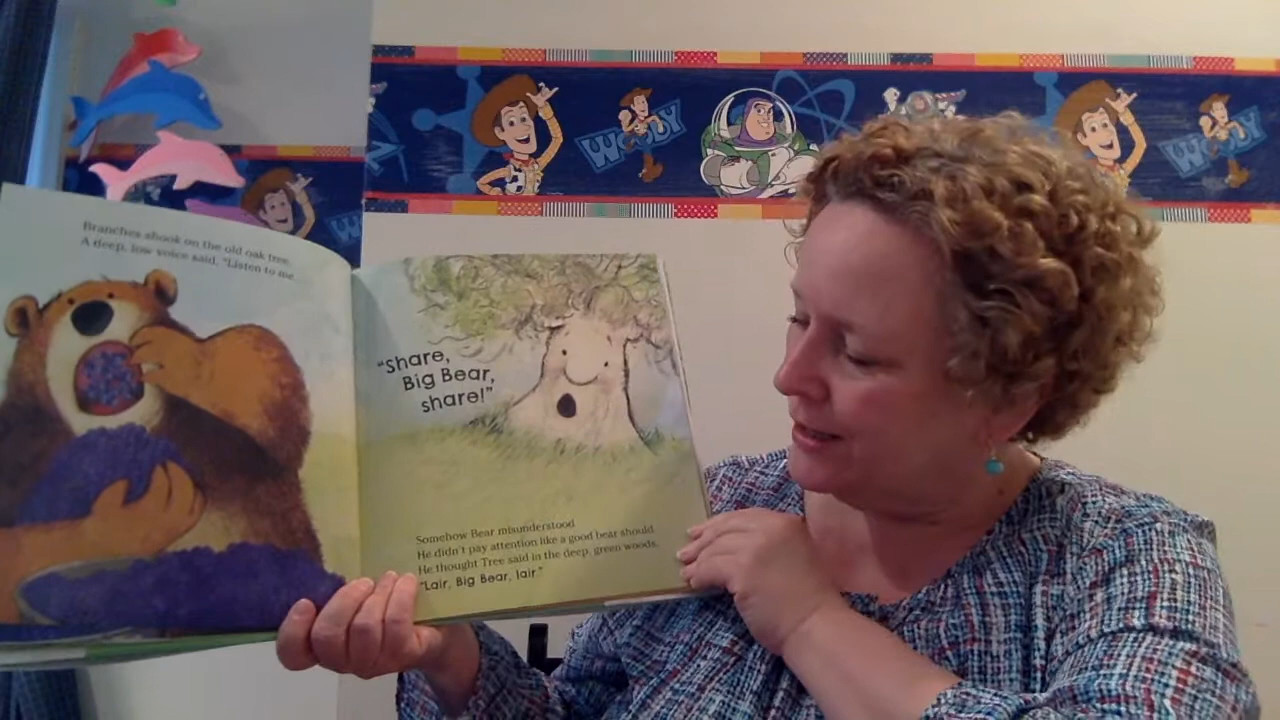 WOODY
WOODY
Branches shook on the old oak tree.
A deep, low voice said, "Listen to me.
"Share,
Big Bear,
share!"
Somehow Bear misunderstood
He didn't pay attention like a good bear should.
He thought Tree said in the deep, green woods,
"Lair, Big Bear, lair."